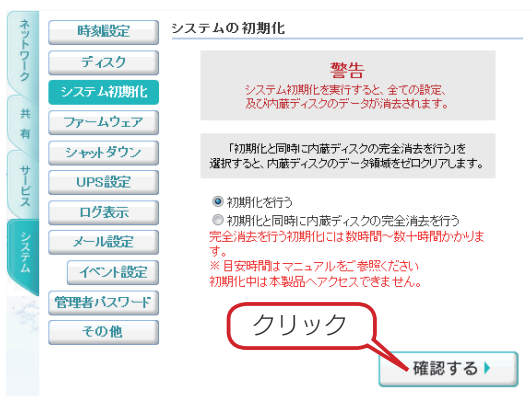 ネットワーク
共有
サービス
システム
時刻設定
ディスク
システム初期化
ファームウェア
シャットダウン
UPS設定
ログ表示
メール設定
イベント設定
管理者パスワード
その他
システムの初期化
警告
システム初期化を実行すると、全ての設定、
及び内蔵ディスクのデータが消去されます。
「初期化と同時に内蔵ディスクの完全消去を行う」を
選択すると、内蔵ディスクのデータ領域をゼロクリアします。
初期化を行う
初期化と同時に内蔵ディスクの完全消去を行う
完全消去を行う初期化には数時間～数十時間かかりま
す。
※目安時間はマニュアルをご参照ください
初期化中は本製品へアクセスできません。
クリック
確認する